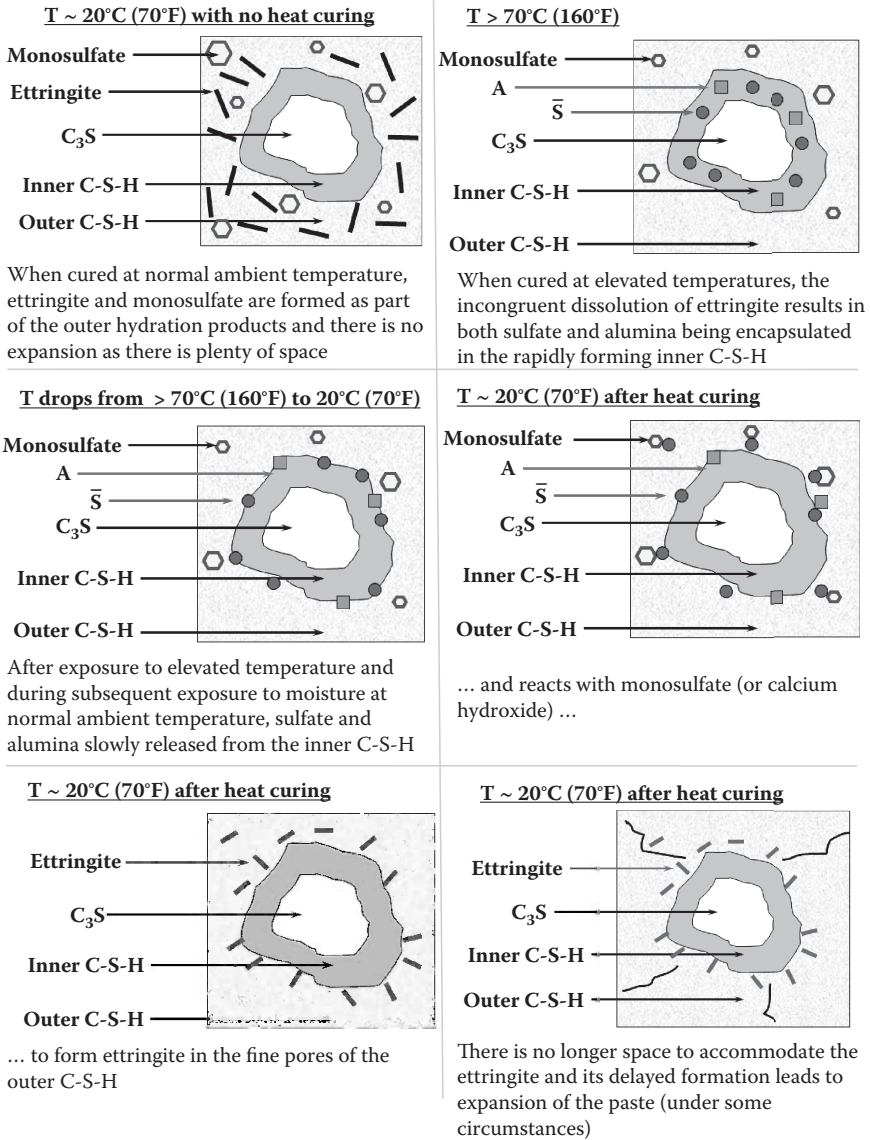 T ~ 20°C (70°F) with no heat curing
Monosulfate
Ettringite
C₃S
Inner C-S-H
Outer C-S-H
When cured at normal ambient temperature,
ettringite and monosulfate are formed as part
of the outer hydration products and there is no
expansion as there is plenty of space
T > 70°C (160°F)
Monosulfate
A
S̅
C₃S
Inner C-S-H
Outer C-S-H
When cured at elevated temperatures, the
incongruent dissolution of ettringite results in
both sulfate and alumina being encapsulated
in the rapidly forming inner C-S-H
T drops from > 70°C (160°F) to 20°C (70°F)
Monosulfate
A
S̅
C₃S
Inner C-S-H
Outer C-S-H
After exposure to elevated temperature and
during subsequent exposure to moisture at
normal ambient temperature, sulfate and
alumina slowly released from the inner C-S-H
T ~ 20°C (70°F) after heat curing
Monosulfate
A
S̅
C₃S
Inner C-S-H
Outer C-S-H
… and reacts with monosulfate (or calcium
hydroxide) …
T ~ 20°C (70°F) after heat curing
Ettringite
C₃S
Inner C-S-H
Outer C-S-H
… to form ettringite in the fine pores of the
outer C-S-H
T ~ 20°C (70°F) after heat curing
Ettringite
C₃S
Inner C-S-H
Outer C-S-H
There is no longer space to accommodate the
ettringite and its delayed formation leads to
expansion of the paste (under some
circumstances)